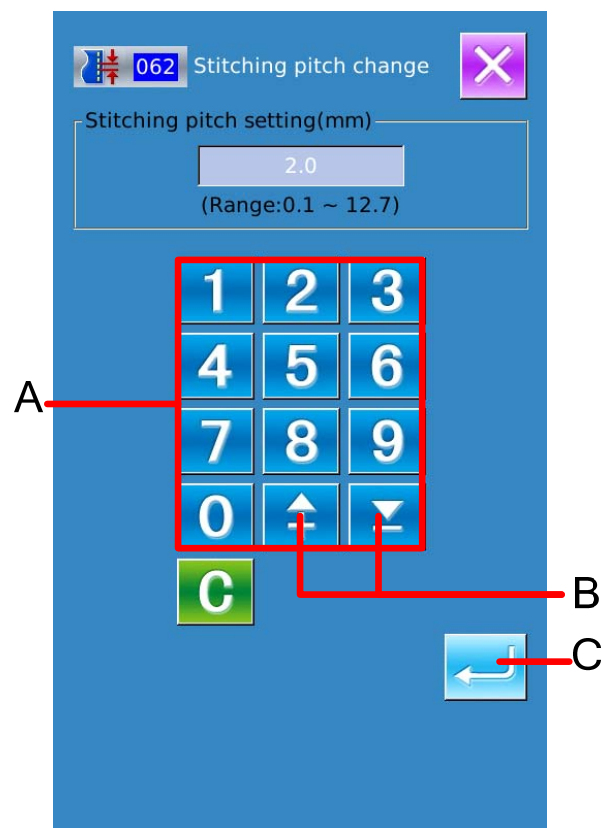 062 Stitching pitch change
Stitching pitch setting(mm)
2.0
(Range:0.1 ~ 12.7)
1 2 3
4 5 6
A
7 8 9
0
C
B
C